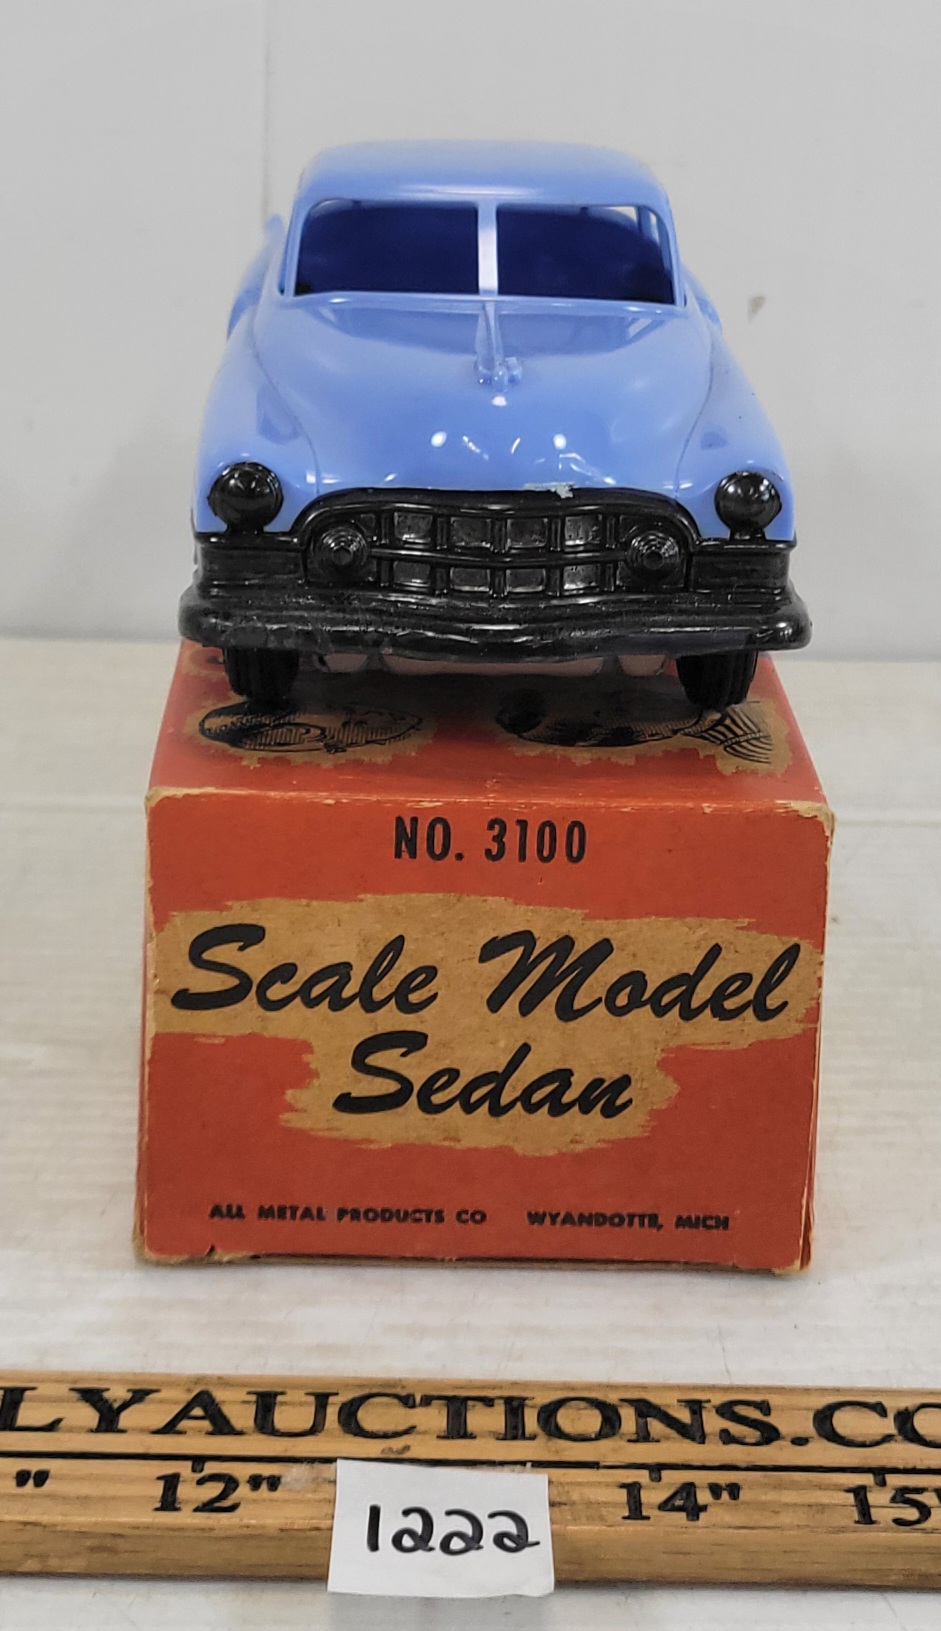 NO. 3100
Scale Model
Sedan
ALL METAL PRODUCTS CO WYANDOTTE, MICH
LYAUCTIONS.CO
" 12" 14" 15"
1222